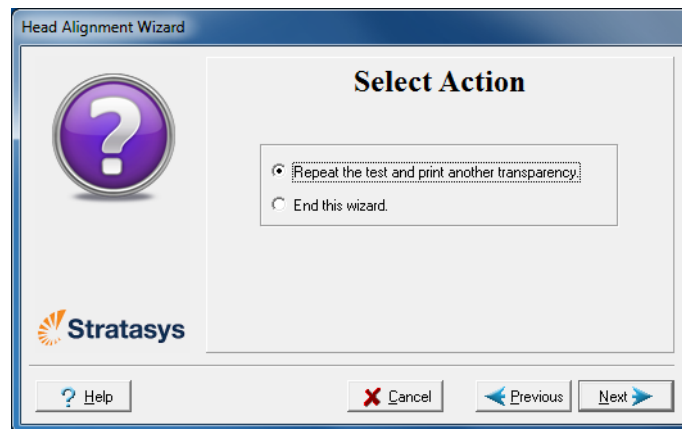 Head Alignment Wizard
Select Action
Repeat the test and print another transparency.
End this wizard.
Stratasys
? Help
Cancel
Previous
Next